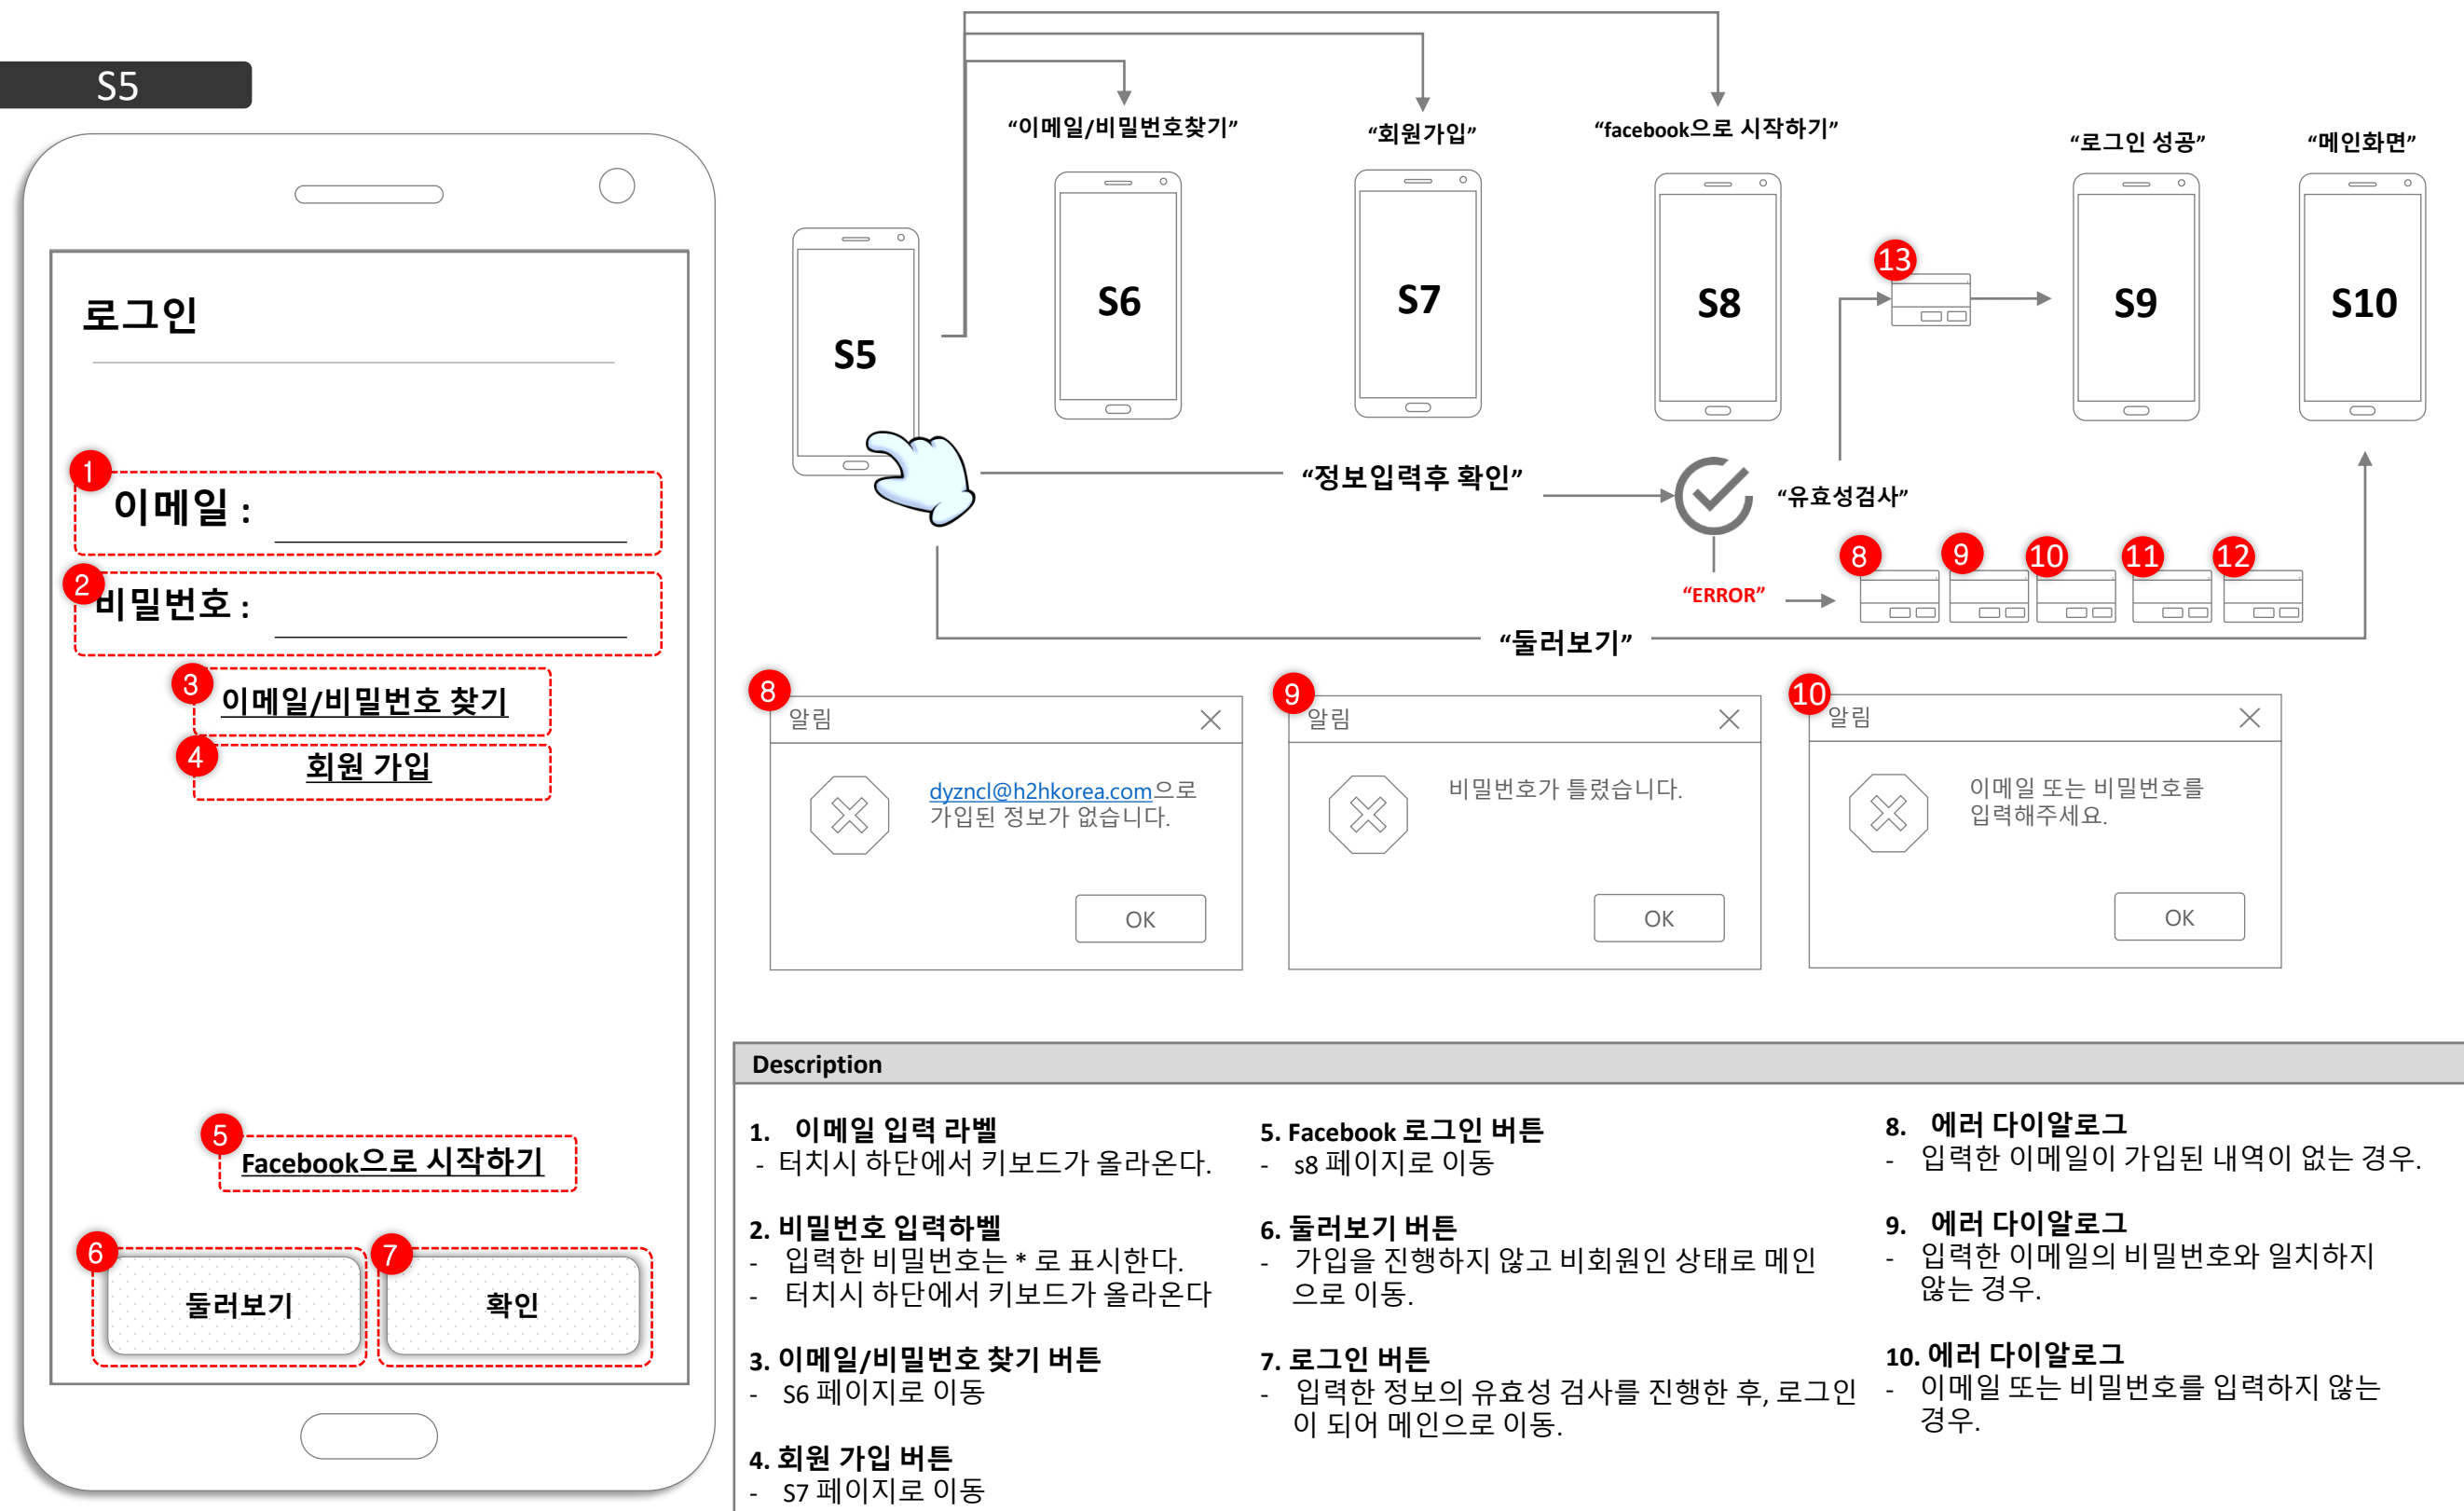 S5
로그인
1
이메일 :
2
비밀번호 :
3
이메일/비밀번호 찾기
4
회원 가입
5
Facebook으로 시작하기
6
둘러보기
7
확인
“이메일/비밀번호찾기”
“회원가입”
“facebook으로 시작하기”
“로그인 성공”
“메인화면”
S5
S6
S7
S8
13
S9
S10
“정보입력후 확인”
“유효성검사”
“ERROR”
8
9
10
11
12
“둘러보기”
8
알림
dyzncl@h2hkorea.com으로
가입된 정보가 없습니다.
OK
9
알림
비밀번호가 틀렸습니다.
OK
10
알림
이메일 또는 비밀번호를
입력해주세요.
OK
Description
1. 이메일 입력 라벨
- 터치시 하단에서 키보드가 올라온다.
2. 비밀번호 입력하벨
- 입력한 비밀번호는 * 로 표시한다.
- 터치시 하단에서 키보드가 올라온다
3. 이메일/비밀번호 찾기 버튼
- S6 페이지로 이동
4. 회원 가입 버튼
- S7 페이지로 이동
5. Facebook 로그인 버튼
- s8 페이지로 이동
6. 둘러보기 버튼
- 가입을 진행하지 않고 비회원인 상태로 메인
으로 이동.
7. 로그인 버튼
- 입력한 정보의 유효성 검사를 진행한 후, 로그인
이 되어 메인으로 이동.
8. 에러 다이알로그
- 입력한 이메일이 가입된 내역이 없는 경우.
9. 에러 다이알로그
- 입력한 이메일의 비밀번호와 일치하지
않는 경우.
10. 에러 다이알로그
- 이메일 또는 비밀번호를 입력하지 않는
경우.